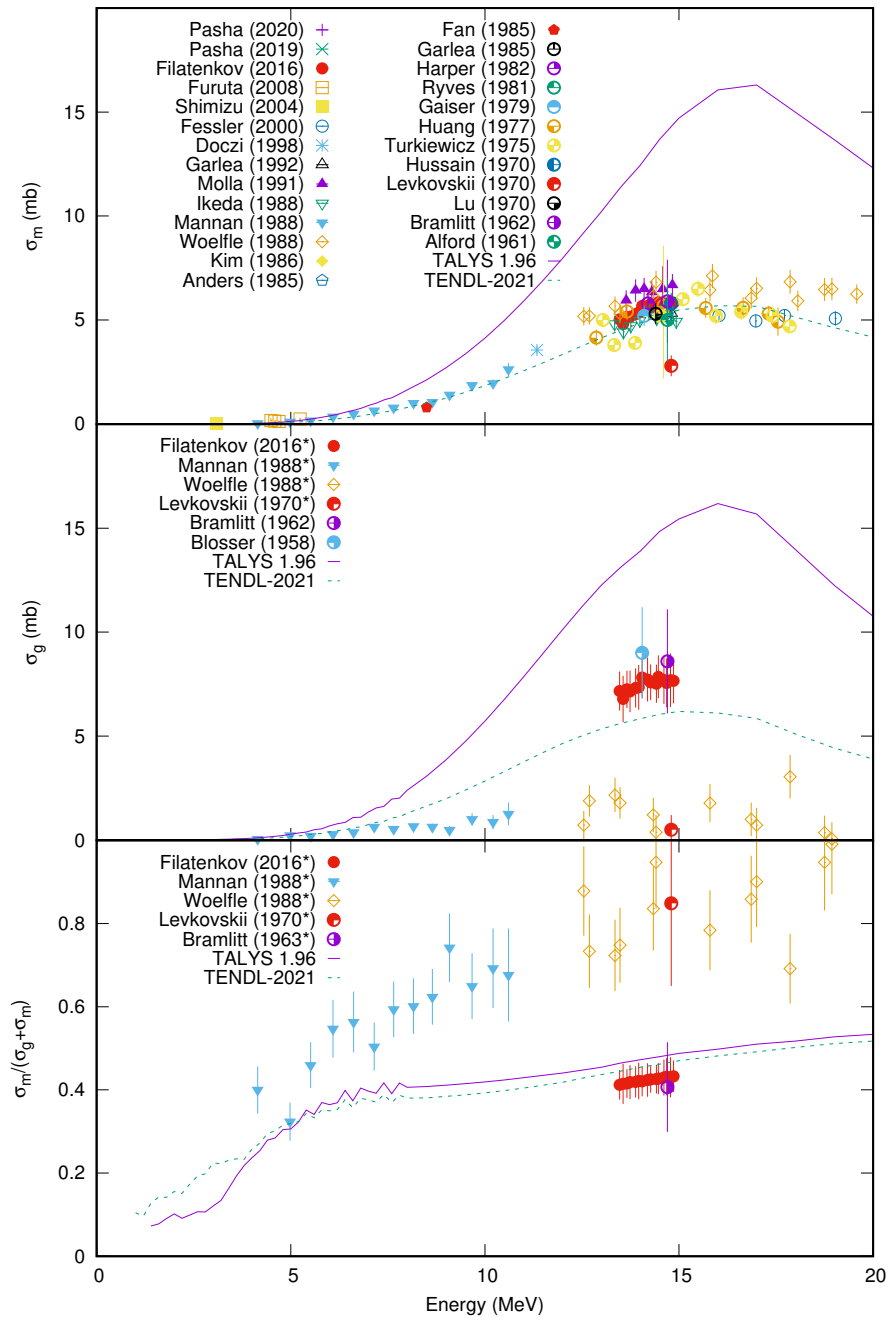 σm (mb)
15
10
5
0
Pasha (2020)
Pasha (2019)
Filatenkov (2016)
Furuta (2008)
Shimizu (2004)
Fessler (2000)
Doczi (1998)
Garlea (1992)
Molla (1991)
Ikeda (1988)
Mannan (1988)
Woelfle (1988)
Kim (1986)
Anders (1985)
Fan (1985)
Garlea (1985)
Harper (1982)
Ryves (1981)
Gaiser (1979)
Huang (1977)
Turkiewicz (1975)
Hussain (1970)
Levkovskii (1970)
Lu (1970)
Bramlitt (1962)
Alford (1961)
TALYS 1.96
TENDL-2021
σg (mb)
15
10
5
0
Filatenkov (2016*)
Mannan (1988*)
Woelfle (1988*)
Levkovskii (1970*)
Bramlitt (1962)
Blosser (1958)
TALYS 1.96
TENDL-2021
σm/(σg+σm)
0.8
0.6
0.4
0.2
0
Filatenkov (2016*)
Mannan (1988*)
Woelfle (1988*)
Levkovskii (1970*)
Bramlitt (1963*)
TALYS 1.96
TENDL-2021
0 5 10 15 20
Energy (MeV)